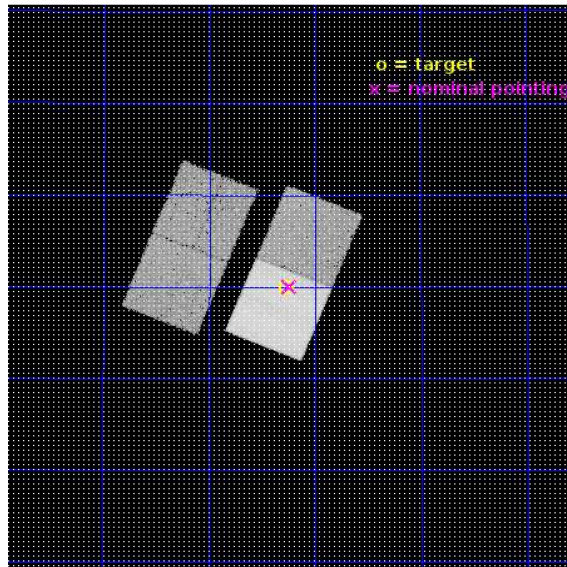 o = target
x = nominal pointing